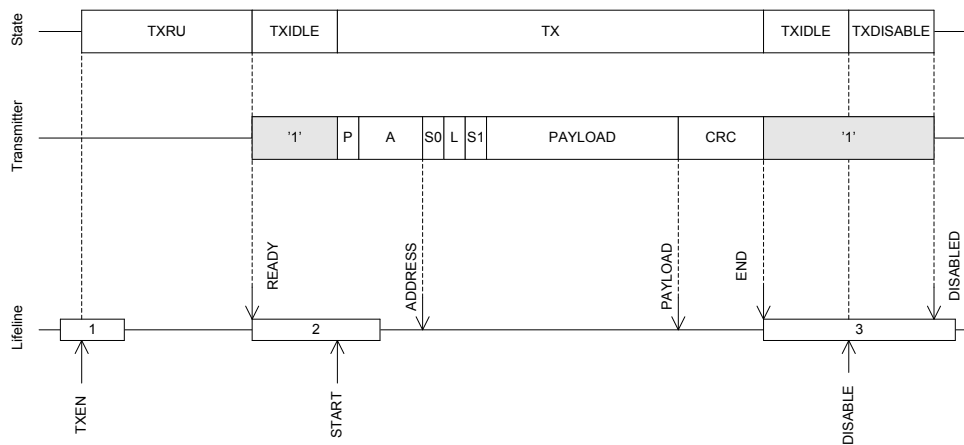 State
TXRU
TXIDLE
TX
TXIDLE
TXDISABLE
Transmitter
'1'
P
A
S0
L
S1
PAYLOAD
CRC
'1'
READY
ADDRESS
PAYLOAD
END
DISABLED
Lifeline
1
2
3
TXEN
START
DISABLE